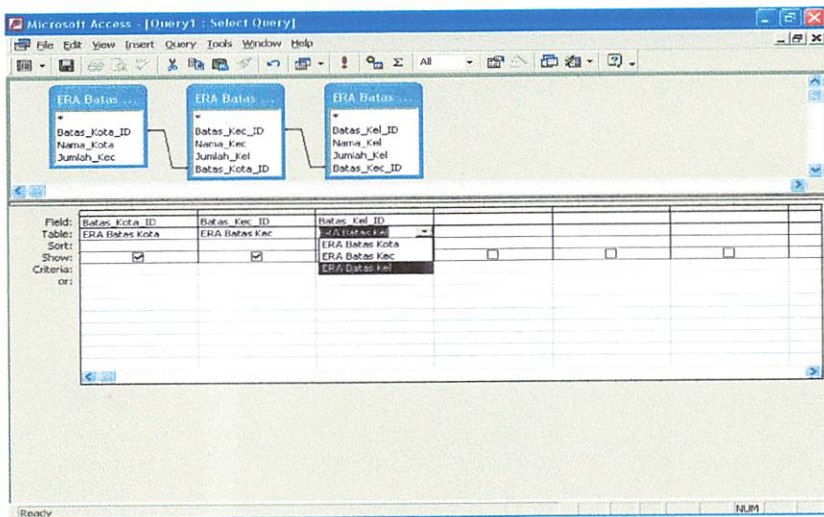 Microsoft Access - [Query1 : Select Query]
File Edit View Insert Query Tools Window Help
All
ERA Batas ...
*
Batas_Kota_ID
Nama_Kota
Jumlah_Kec
ERA Batas ...
*
Batas_Kec_ID
Nama_Kec
Jumlah_Kel
Batas_Kota_ID
ERA Batas ...
*
Batas_Kel_ID
Nama_Kel
Jumlah_Kel
Batas_Kec_ID
Field: Batas_Kota_ID Batas_Kec_ID Batas_Kel_ID
Table: ERA Batas Kota ERA Batas Kec ERA Batas Kel
Sort: ERA Batas Kota
Show: ERA Batas Kec
Criteria: ERA Batas Kel
or:
Ready NUM